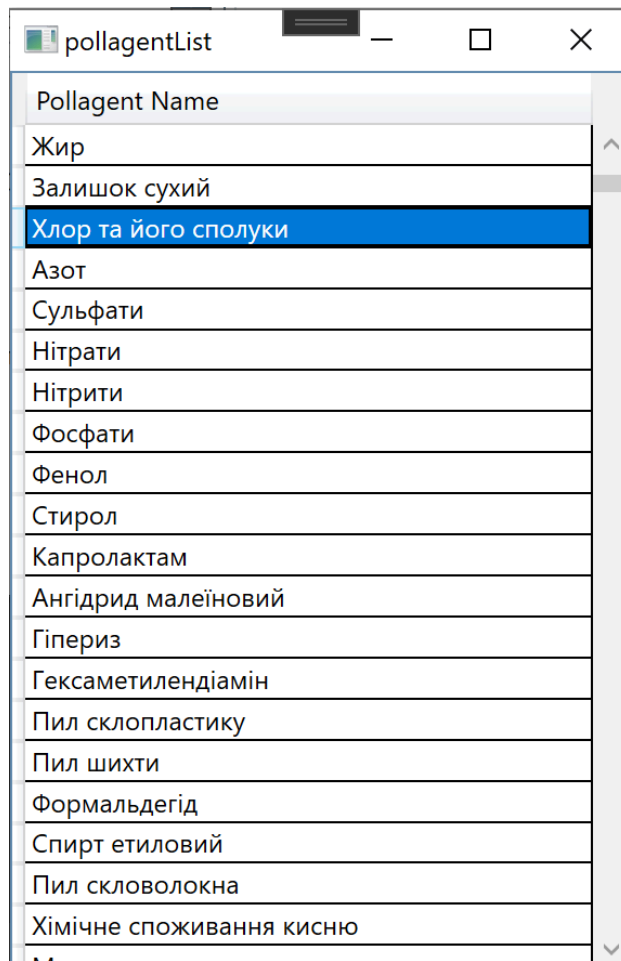 pollagentList
Pollagent Name
Жир
Залишок сухий
Хлор та його сполуки
Азот
Сульфати
Нітрати
Нітрити
Фосфати
Фенол
Стирол
Капролактам
Ангідрид малеїновий
Гіпериз
Гексаметилендіамін
Пил склопластику
Пил шихти
Формальдегід
Спирт етиловий
Пил скловолокна
Хімічне споживання кисню